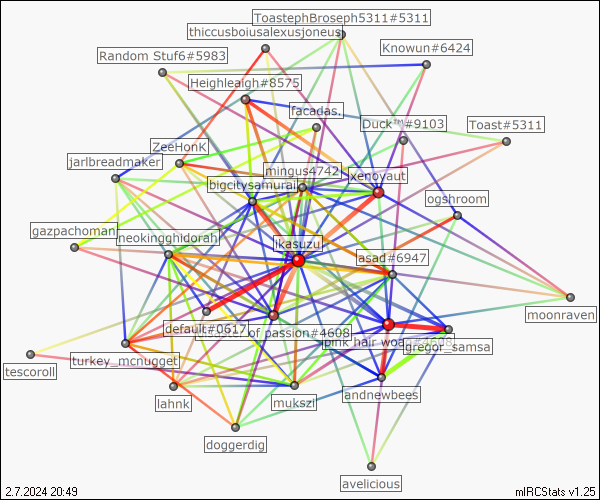 ToastephBroseph5311#5311
thiccusboiusalexusjoneus
Knowun#6424
Random Stuf6#5983
Heighleaigh#8575
facadas.
Duck™#9103
Toast#5311
ZeeHonK
jarlbreadmaker
mingus4742
xenoyaut
bigcitysamurai
ogshroom
gazpachoman
neokingghidorah
ikasuzu
asad#6947
moonraven
default#0617
of passion#4608
pink hair woa
gregor_samsa
turkey_mcnugget
tescoroll
andnewbees
lahnk
mukszi
doggerdig
avelicious
2.7.2024 20:49
mIRCStats v1.25